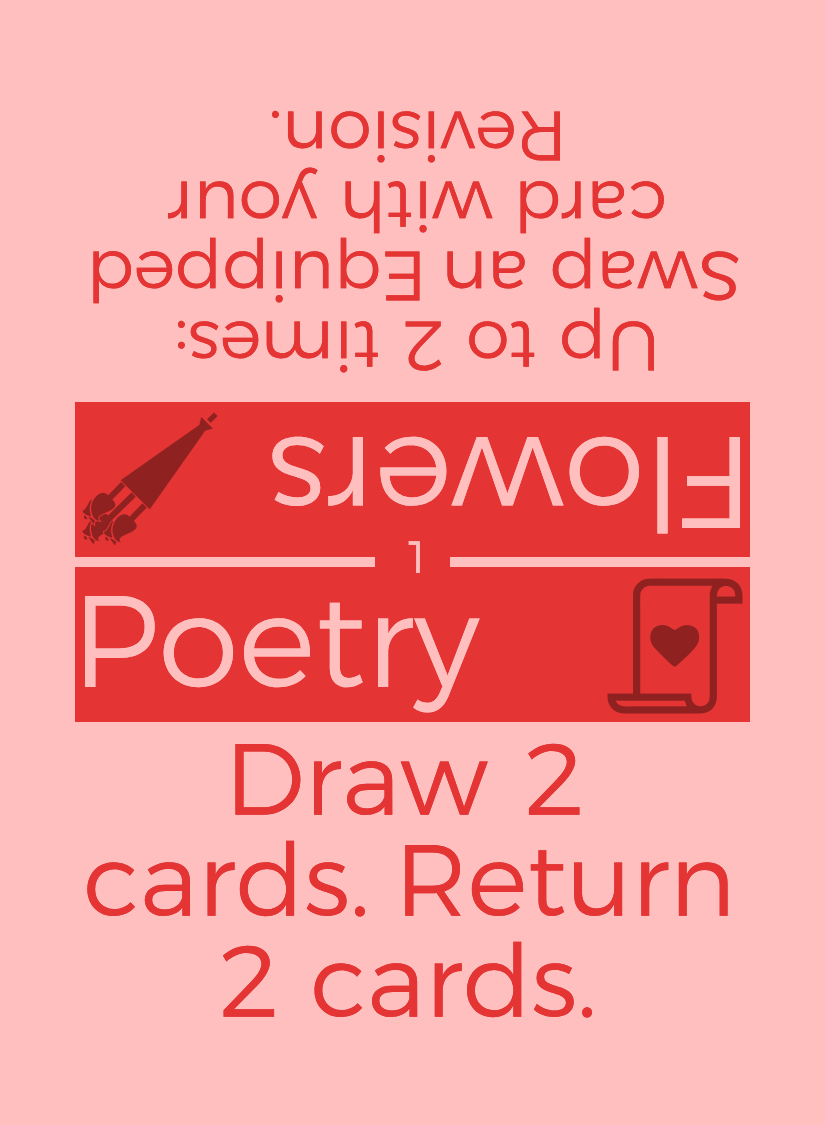 Up to 2 times:
Swap an Equipped
card with your
Revision.
Flowers
1
Poetry
Draw 2
cards. Return
2 cards.